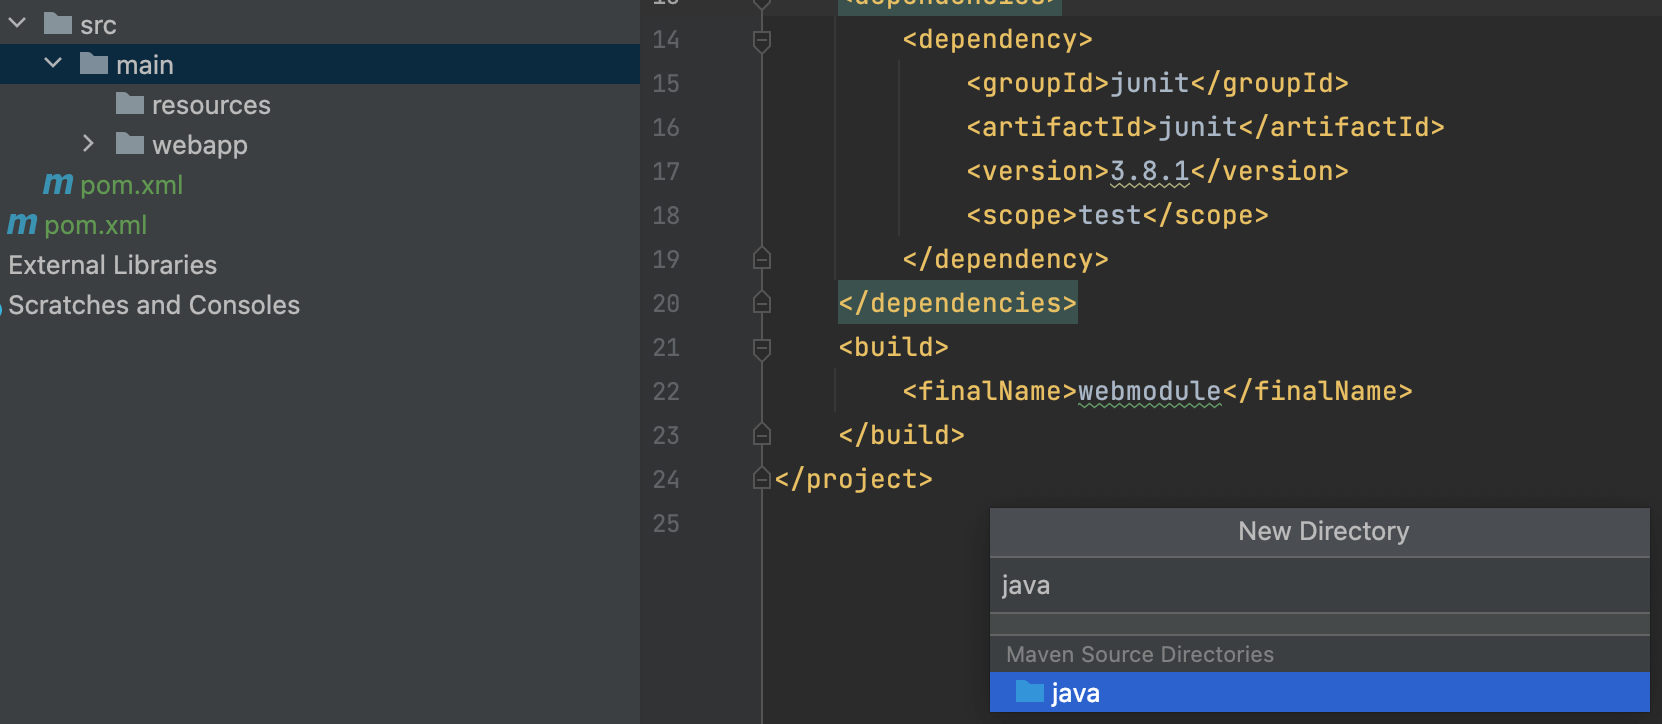 src
main
resources
webapp
m pom.xml
m pom.xml
External Libraries
Scratches and Consoles
<dependencies>
14 <dependency>
15 <groupId>junit</groupId>
16 <artifactId>junit</artifactId>
17 <version>3.8.1</version>
18 <scope>test</scope>
19 </dependency>
20 </dependencies>
21 <build>
22 <finalName>webmodule</finalName>
23 </build>
24 </project>
25
New Directory
java
Maven Source Directories
java